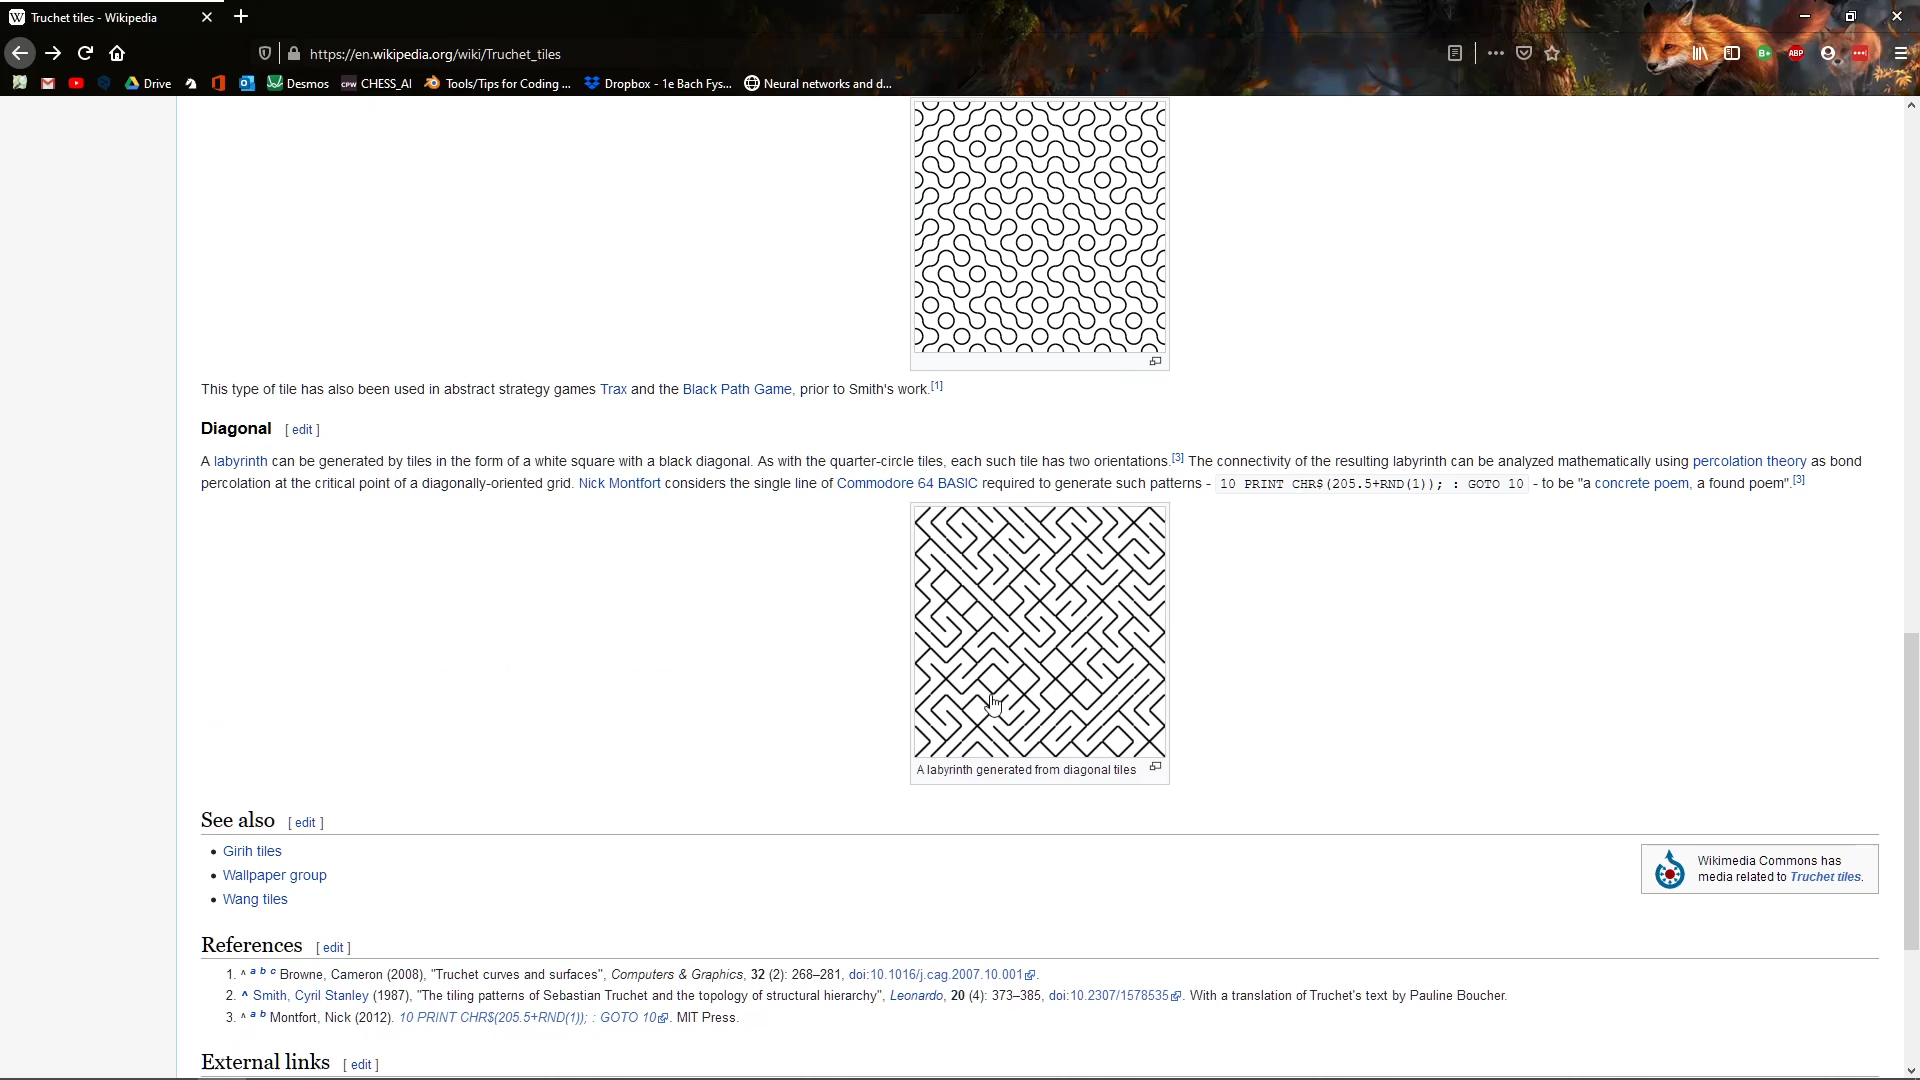 Truchet tiles - Wikipedia
https://en.wikipedia.org/wiki/Truchet_tiles
Drive Desmos CPW CHESS_AI Tools/Tips for Coding ... Dropbox - 1e Bach Fys... Neural networks and d...
This type of tile has also been used in abstract strategy games Trax and the Black Path Game, prior to Smith's work.[1]
Diagonal [ edit ]
A labyrinth can be generated by tiles in the form of a white square with a black diagonal. As with the quarter-circle tiles, each such tile has two orientations.[3] The connectivity of the resulting labyrinth can be analyzed mathematically using percolation theory as bond
percolation at the critical point of a diagonally-oriented grid. Nick Montfort considers the single line of Commodore 64 BASIC required to generate such patterns - 10 PRINT CHR$(205.5+RND(1)); : GOTO 10 - to be "a concrete poem, a found poem".[3]
A labyrinth generated from diagonal tiles
See also [ edit ]
• Girih tiles
• Wallpaper group
• Wang tiles
Wikimedia Commons has
media related to Truchet tiles.
References [ edit ]
1. ^ a b c Browne, Cameron (2008), "Truchet curves and surfaces", Computers & Graphics, 32 (2): 268–281, doi:10.1016/j.cag.2007.10.001.
2. ^ Smith, Cyril Stanley (1987), "The tiling patterns of Sebastian Truchet and the topology of structural hierarchy", Leonardo, 20 (4): 373–385, doi:10.2307/1578535. With a translation of Truchet's text by Pauline Boucher.
3. ^ a b Montfort, Nick (2012). 10 PRINT CHR$(205.5+RND(1)); : GOTO 10. MIT Press.
External links [ edit ]